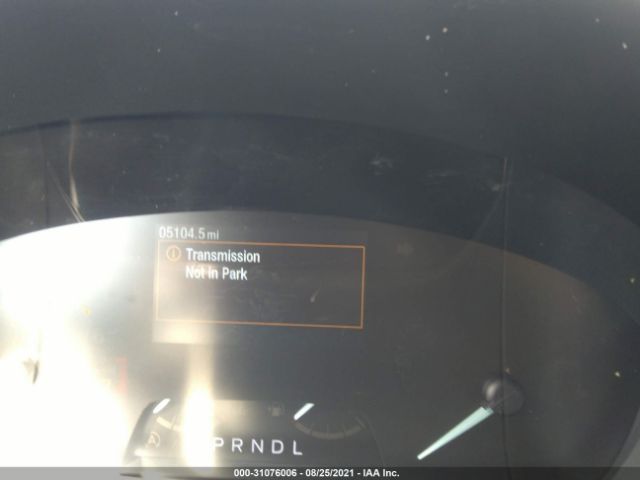 05104.5 mi
Transmission
Not in Park
PRNDL
000-31076006 - 08/25/2021 - IAA Inc.